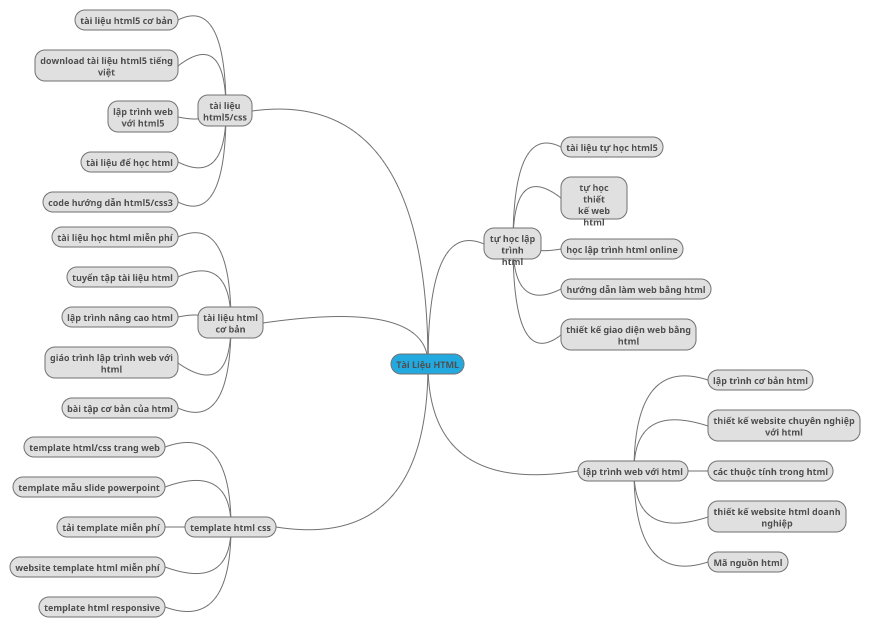 tài liệu html5 cơ bản
download tài liệu html5 tiếng
việt
lập trình web
với html5
tài liệu để học html
code hướng dẫn html5/css3
tài liệu
html5/css
tài liệu học html miễn phí
tuyển tập tài liệu html
lập trình nâng cao html
giáo trình lập trình web với
html
bài tập cơ bản của html
tài liệu html
cơ bản
template html/css trang web
template mẫu slide powerpoint
tải template miễn phí
website template html miễn phí
template html responsive
template html css
Tài Liệu HTML
tự học lập
trình
html
tài liệu tự học html5
tự học
thiết
kế web
html
học lập trình html online
hướng dẫn làm web bằng html
thiết kế giao diện web bằng
html
lập trình web với html
lập trình cơ bản html
thiết kế website chuyên nghiệp
với html
các thuộc tính trong html
thiết kế website html doanh
nghiệp
Mã nguồn html